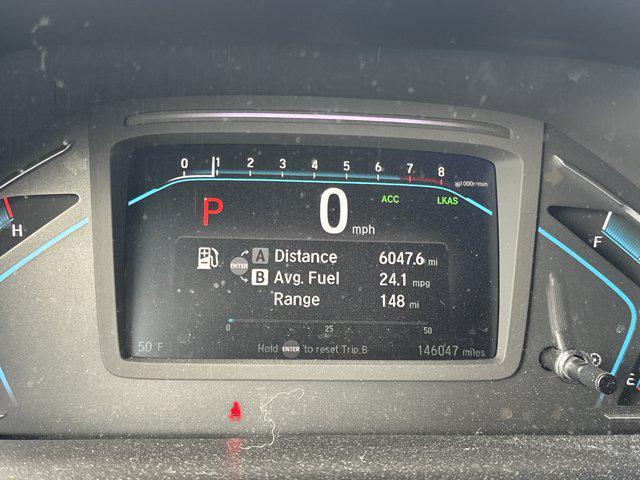 0 1 2 3 4 5 6 7 8
x1000r/min
P 0 mph ACC LKAS
H
F
A Distance 6047.6 mi
ENTER
B Avg. Fuel 24.1 mpg
Range 148 mi
0 25 50
50°F Hold ENTER to reset Trip B 146047 miles
E